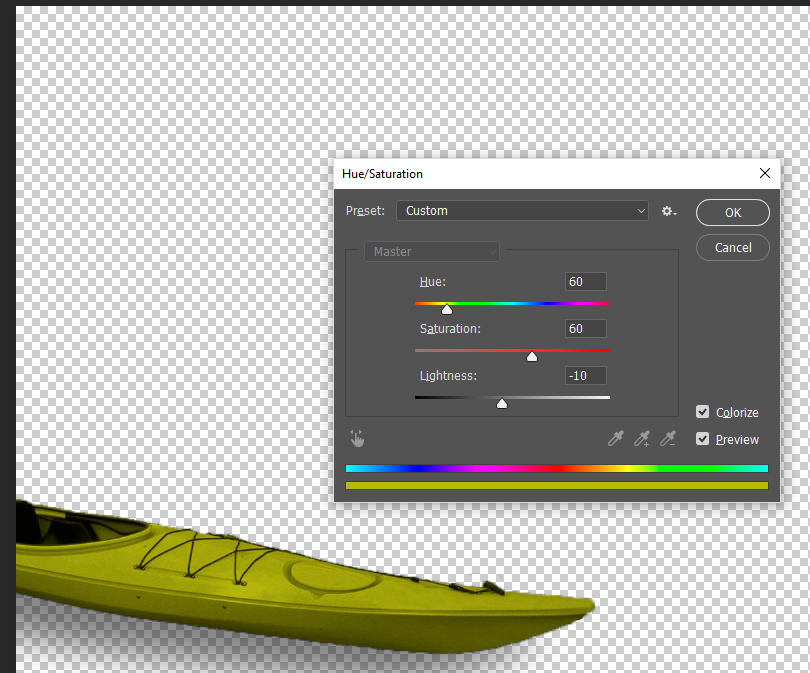 Hue/Saturation
Preset: Custom
OK
Master
Cancel
Hue: 60
Saturation: 60
Lightness: -10
Colorize
Preview